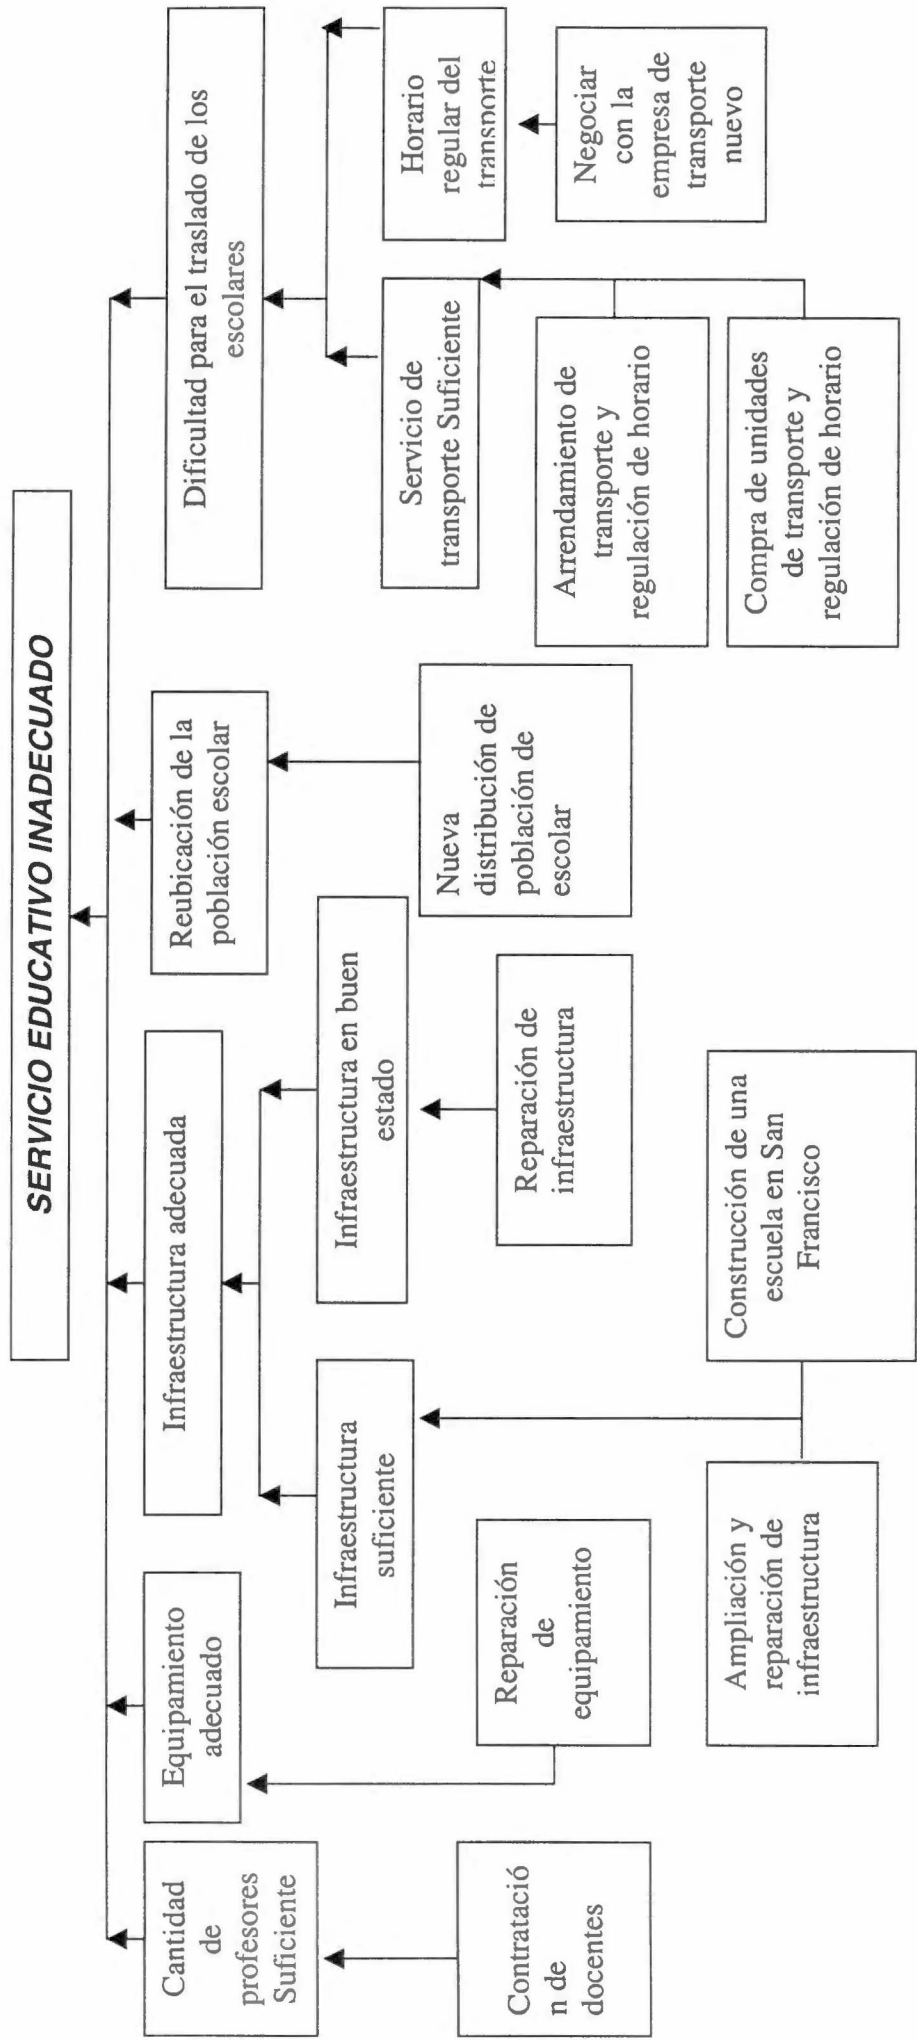 SERVICIO EDUCATIVO INADECUADO
Cantidad
de
profesores
Suficiente
Equipamiento
adecuado
Infraestructura adecuada
Reubicación de la
población escolar
Dificultad para el traslado de los
escolares
Infraestructura
suficiente
Infraestructura en buen
estado
Servicio de
transporte Suficiente
Horario
regular del
transporte
Contratació
n de
docentes
Reparación
de
equipamiento
Reparación de
infraestructura
Nueva
distribución de
población de
escolar
Arrendamiento de
transporte y
regulación de horario
Negociar
con la
empresa de
transporte
nuevo
Ampliación y
reparación de
infraestructura
Construcción de una
escuela en San
Francisco
Compra de unidades
de transporte y
regulación de horario